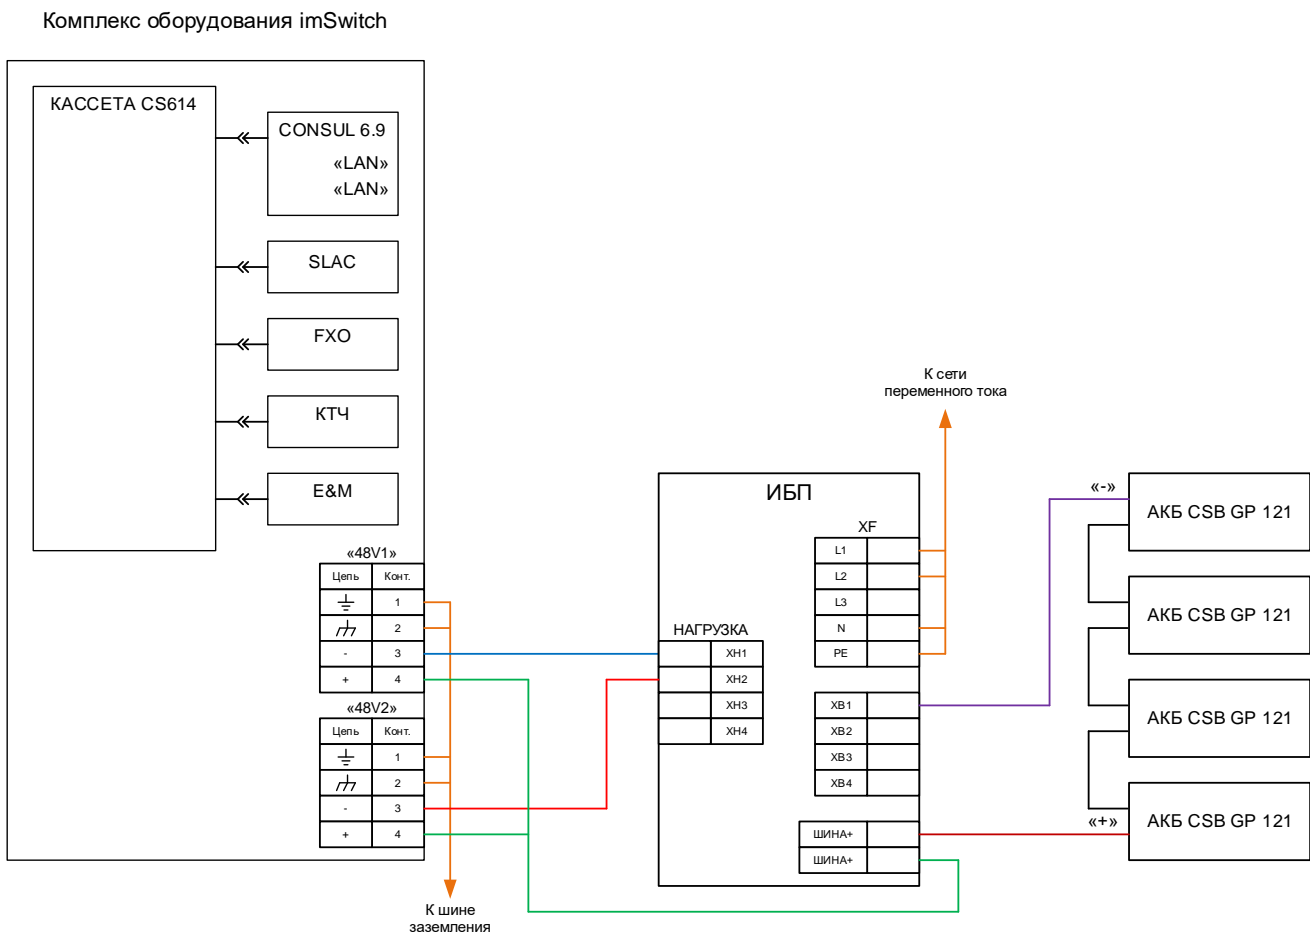 Комплекс оборудования imSwitch
КАССЕТА CS614
CONSUL 6.9
«LAN»
«LAN»
SLAC
FXO
КТЧ
E&M
«48V1»
Цепь Конт.
1
2
- 3
+ 4
«48V2»
Цепь Конт.
1
2
- 3
+ 4
К шине
заземления
ИБП
НАГРУЗКА
XH1
XH2
XH3
XH4
К сети
переменного тока
XF
L1
L2
L3
N
PE
XB1
XB2
XB3
XB4
ШИНА+
ШИНА+
«-»
АКБ CSB GP 121
АКБ CSB GP 121
АКБ CSB GP 121
«+»
АКБ CSB GP 121